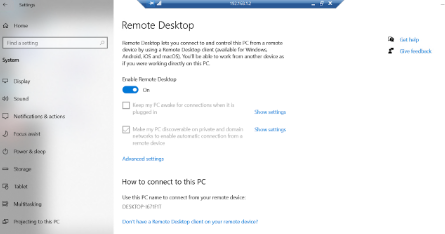 Settings
Home
Find a setting
System
Display
Sound
Notifications & actions
Focus assist
Power & sleep
Storage
Tablet
Multitasking
Projecting to this PC
Remote Desktop
Remote Desktop lets you connect to and control this PC from a
remote device by using a Remote Desktop client (available for Windows,
Android, iOS and macOS). You'll be able to work from another device as
if you were working directly on this PC.
Enable Remote Desktop
On
Keep my PC awake for connections when it is
plugged in
Show settings
Make my PC discoverable on private and domain
networks to enable automatic connection from a
remote device
Show settings
Advanced settings
How to connect to this PC
Use this PC name to connect from your remote device:
Don't have a Remote Desktop client on your remote device?
Get help
Give feedback